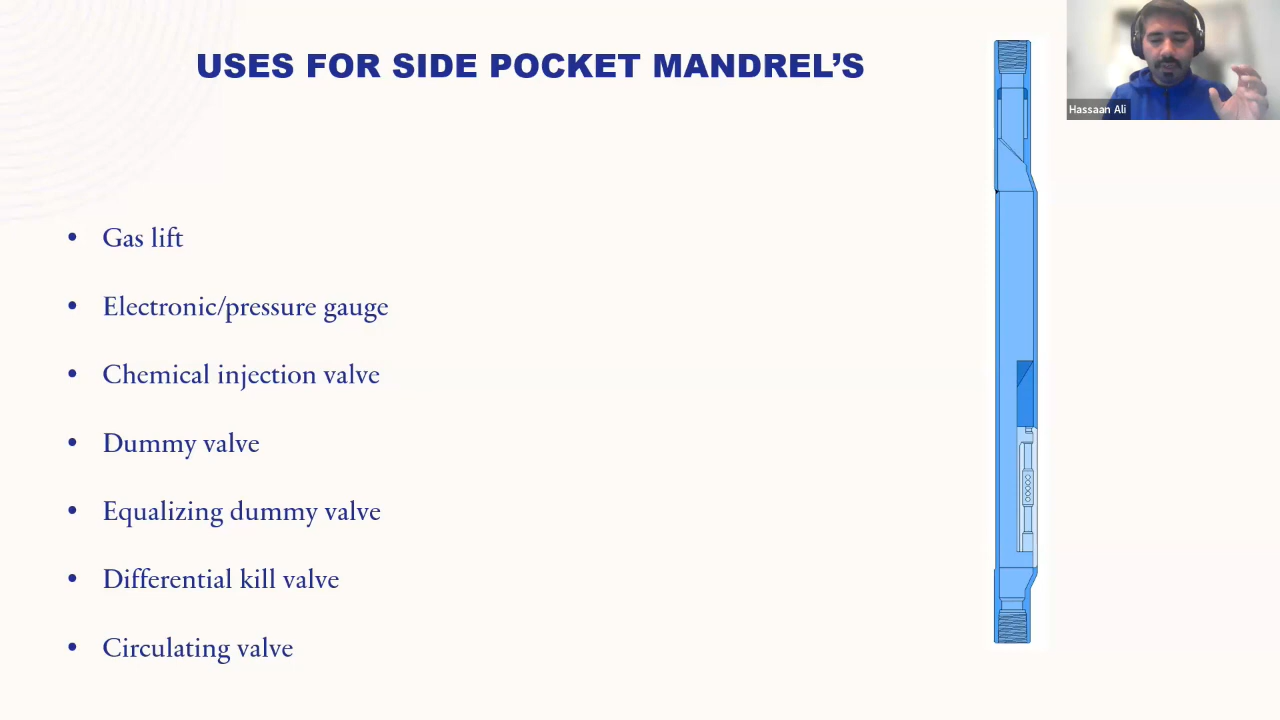 USES FOR SIDE POCKET MANDREL’S
Hassaan Ali
• Gas lift
• Electronic/pressure gauge
• Chemical injection valve
• Dummy valve
• Equalizing dummy valve
• Differential kill valve
• Circulating valve